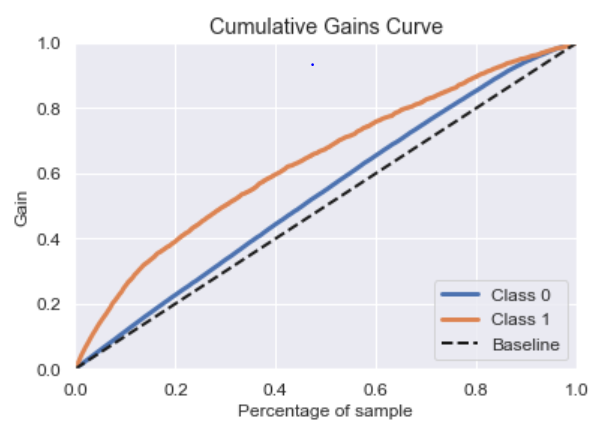 Cumulative Gains Curve
1.0
0.8
0.6
0.4
0.2
0.0
Gain
Class 0
Class 1
Baseline
0.0 0.2 0.4 0.6 0.8 1.0
Percentage of sample